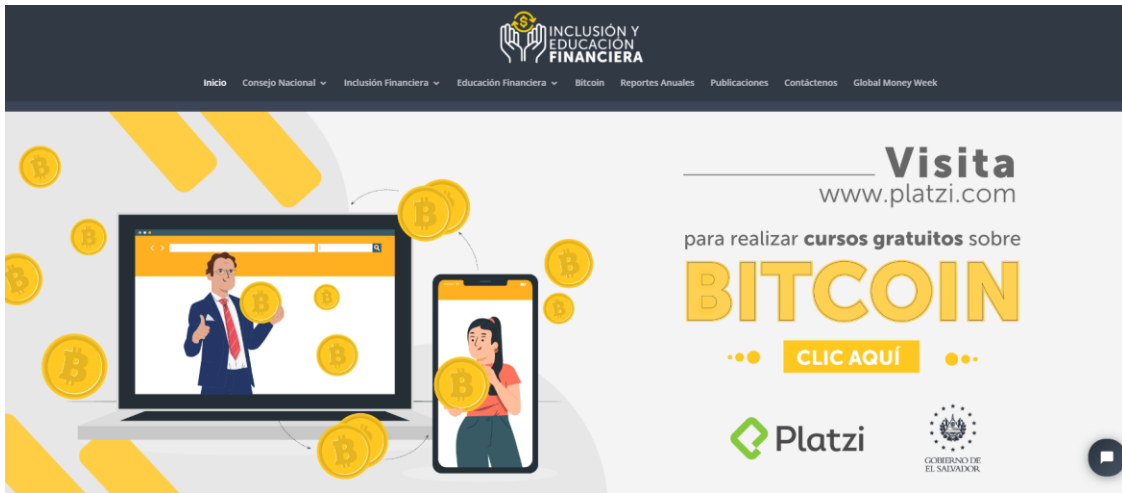 INCLUSIÓN Y
EDUCACIÓN
FINANCIERA
Inicio Consejo Nacional Inclusión Financiera Educación Financiera Bitcoin Reportes Anuales Publicaciones Contáctenos Global Money Week
Visita
www.platzi.com
para realizar cursos gratuitos sobre
BITCOIN
CLIC AQUÍ
Platzi
GOBIERNO DE
EL SALVADOR